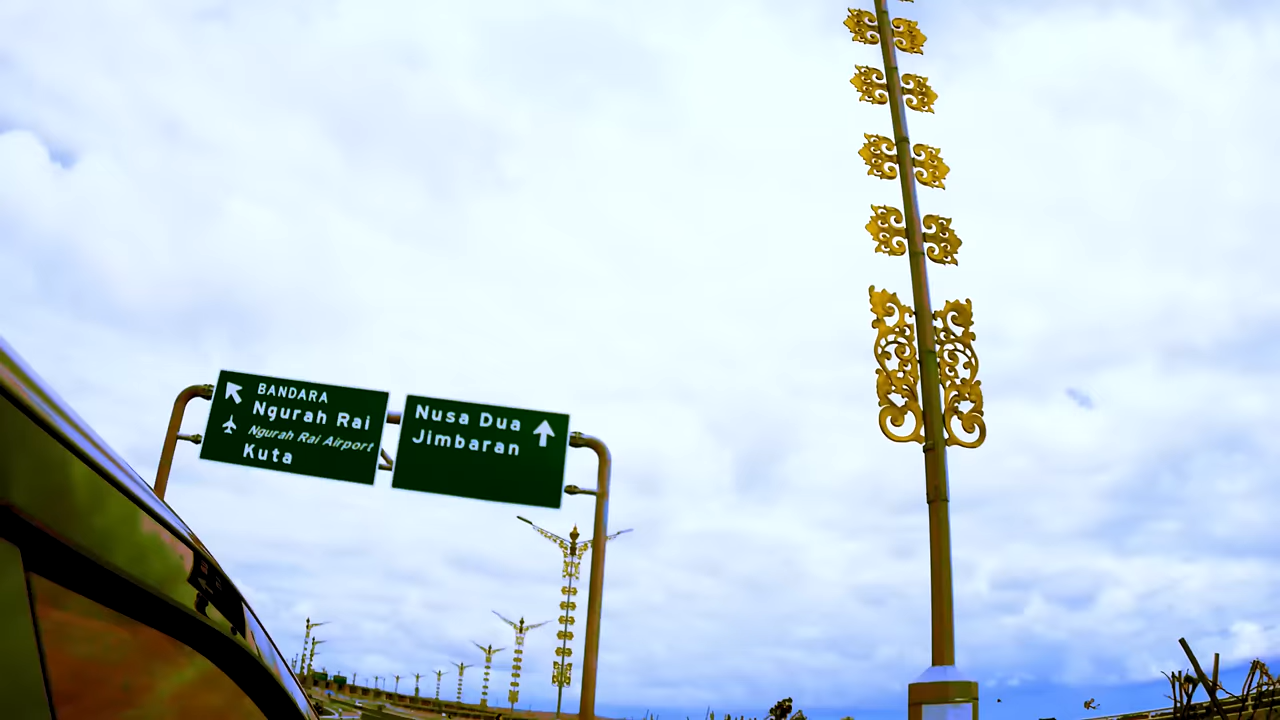 BANDARA
Ngurah Rai
Ngurah Rai Airport
Kuta
Nusa Dua
Jimbaran